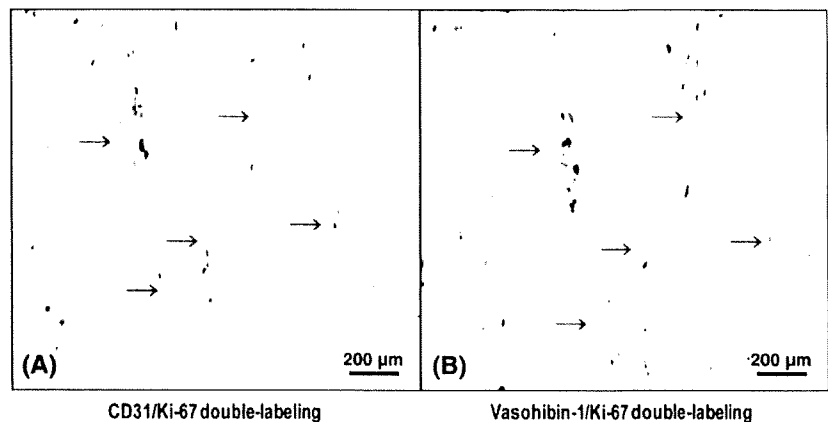 (A)
200 μm
(B)
200 μm
CD31/Ki-67 double-labeling
Vasohibin-1/Ki-67 double-labeling